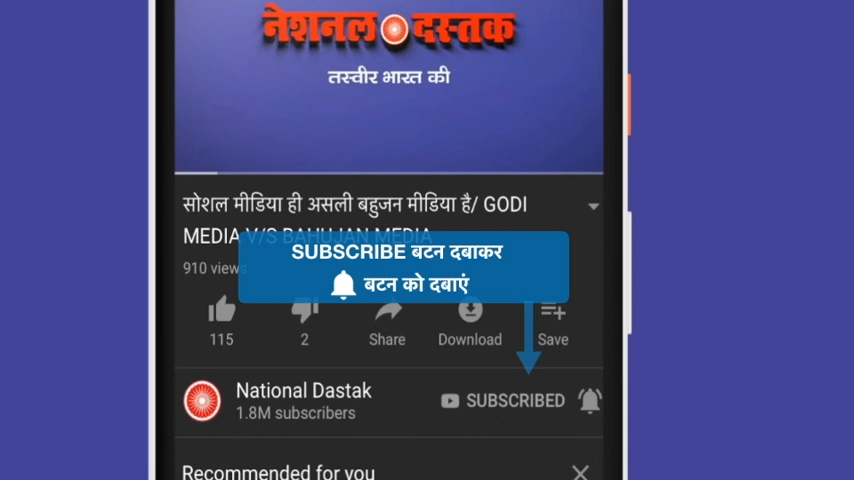 नेशनल दस्तक
तस्वीर भारत की
सोशल मीडिया ही असली बहुजन मीडिया है/ GODI
MEDIA V/S BAHUJAN MEDIA
910 views
SUBSCRIBE बटन दबाकर
बटन को दबाएं
115
2
Share
Download
Save
National Dastak
1.8M subscribers
SUBSCRIBED
Recommended for you